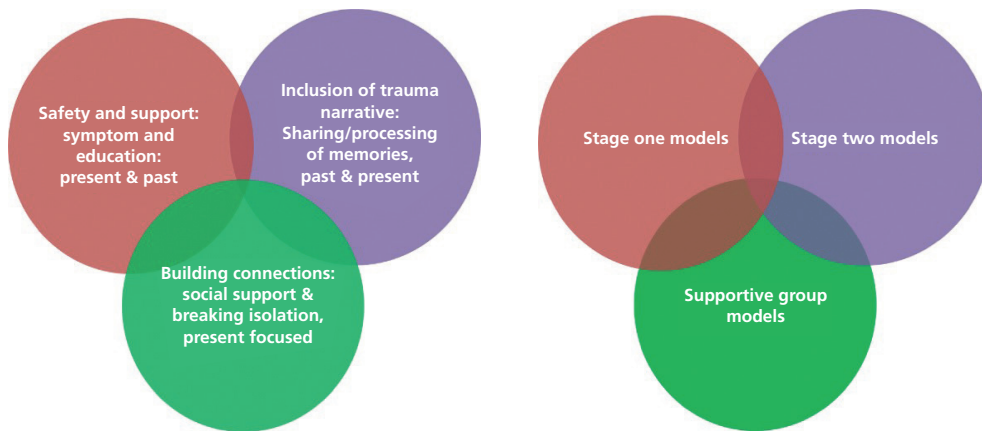 Safety and support:
symptom and
education:
present & past
Inclusion of trauma
narrative:
Sharing/processing
of memories,
past & present
Building connections:
social support &
breaking isolation,
present focused
Stage one models
Stage two models
Supportive group
models